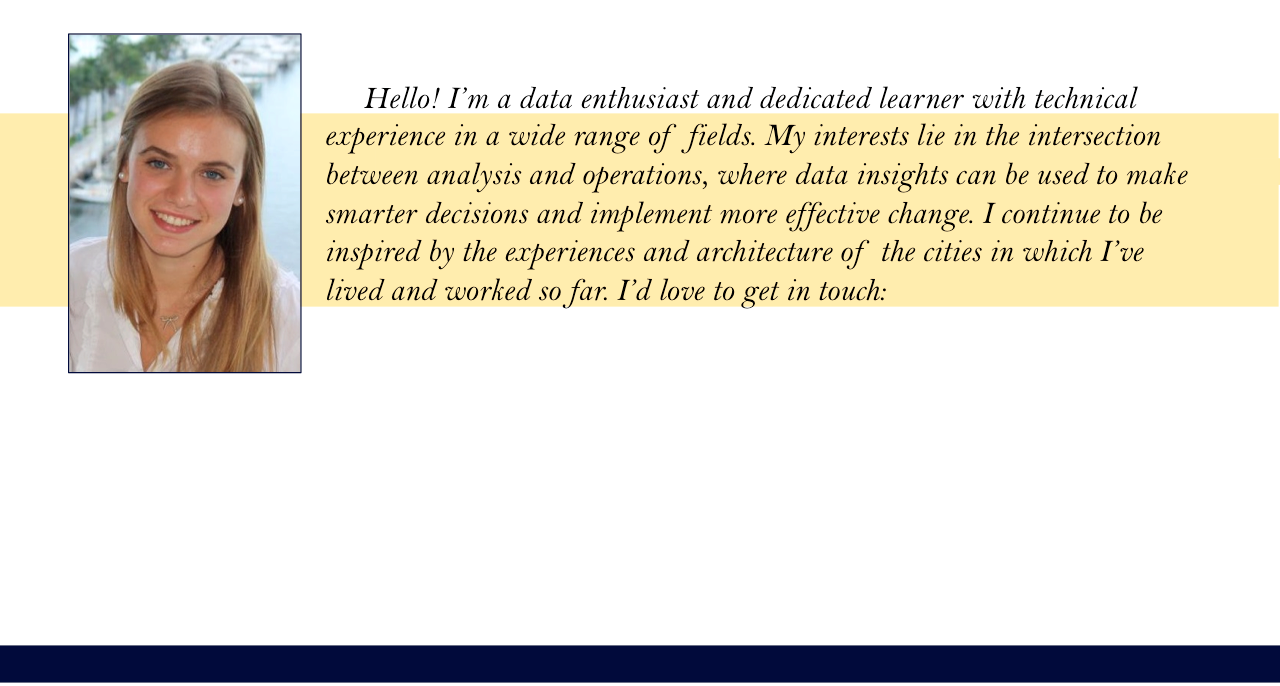 Hello! I’m a data enthusiast and dedicated learner with technical
experience in a wide range of fields. My interests lie in the intersection
between analysis and operations, where data insights can be used to make
smarter decisions and implement more effective change. I continue to be
inspired by the experiences and architecture of the cities in which I’ve
lived and worked so far. I’d love to get in touch: